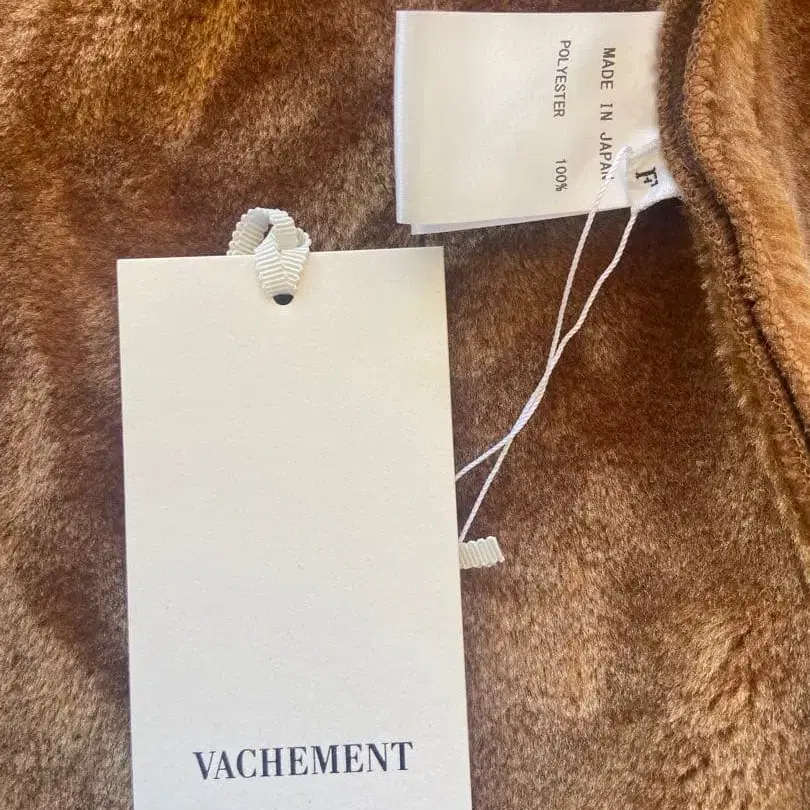 MADE IN JAPAN
POLYESTER 100%
F
VACHEMENT